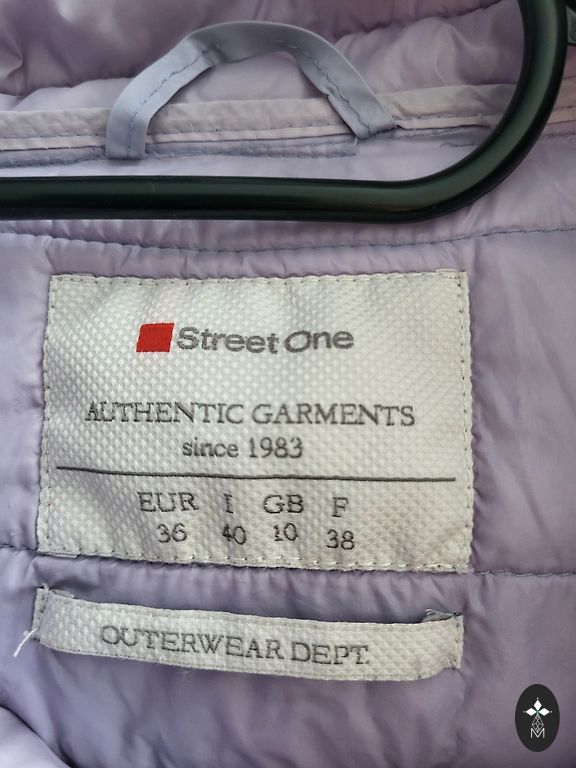 Street One
AUTHENTIC GARMENTS
since 1983
EUR I GB F
36 40 10 38
OUTERWEAR DEPT.
M